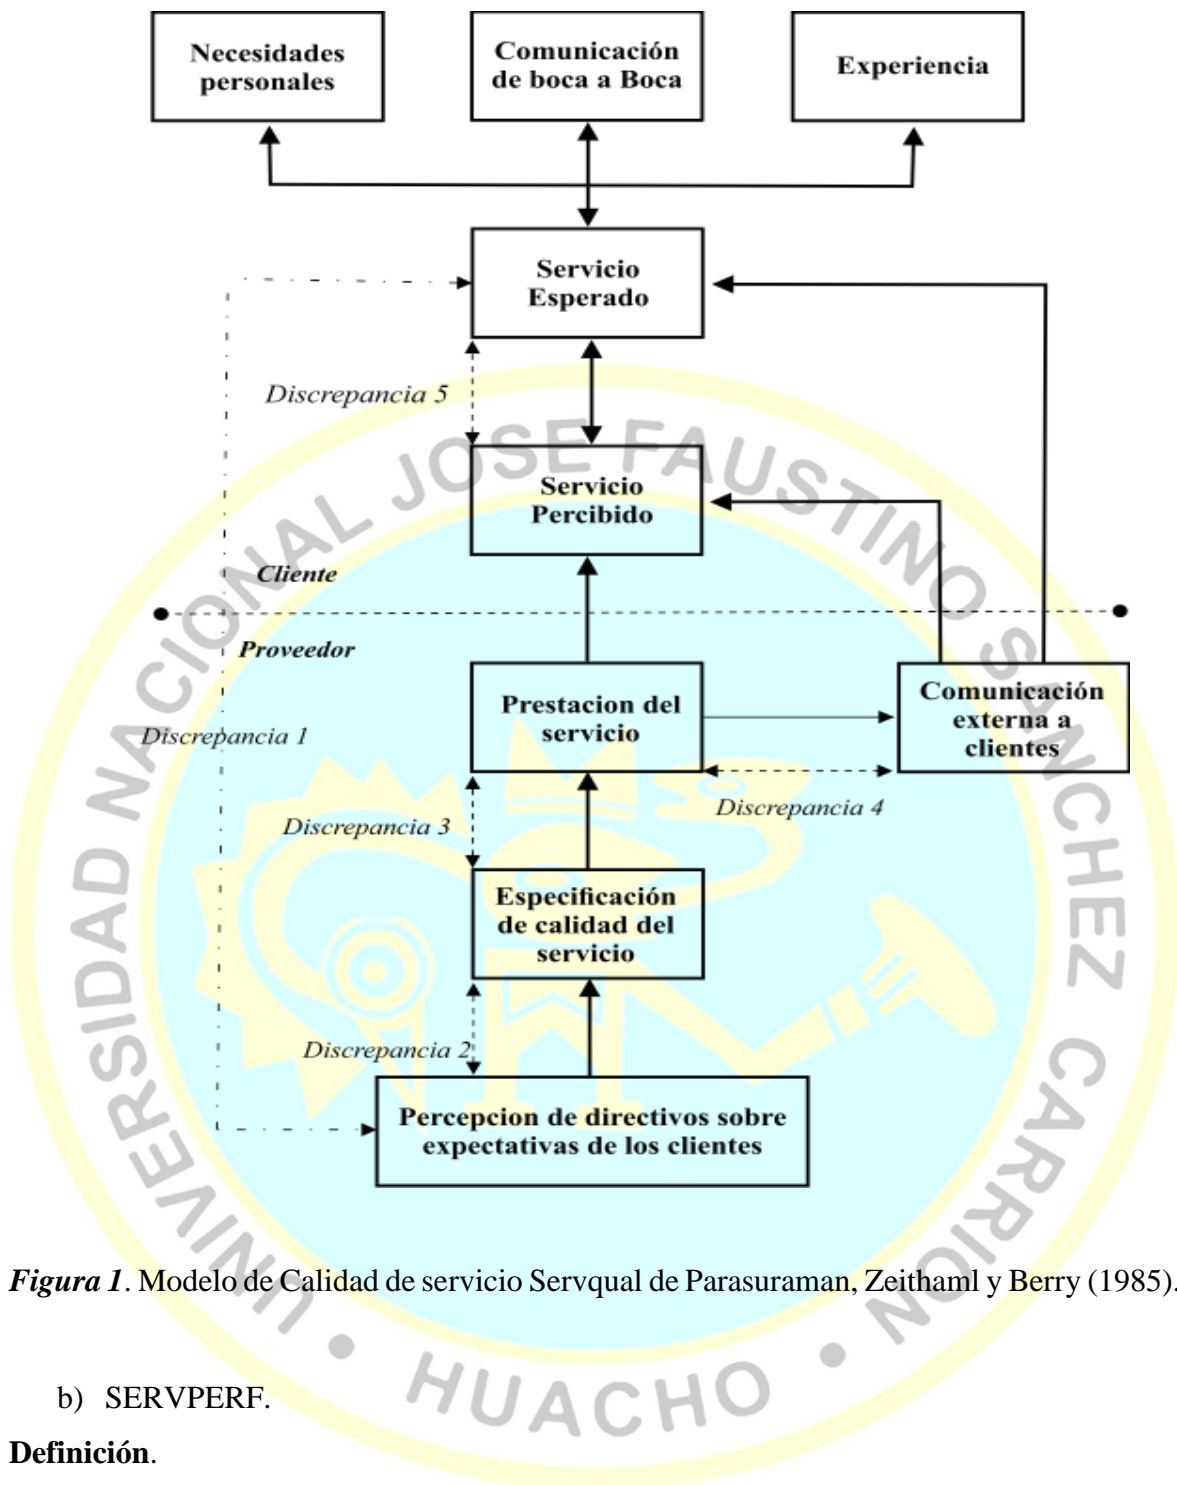 Necesidades
personales
Comunicación
de boca a Boca
Experiencia
Servicio
Esperado
Discrepancia 5
Servicio
Percibido
Cliente
Proveedor
Prestacion del
servicio
Comunicación
externa a
clientes
Discrepancia 1
Discrepancia 4
Discrepancia 3
Especificación
de calidad del
servicio
Discrepancia 2
Percepcion de directivos sobre
expectativas de los clientes
UNIVERSIDAD NACIONAL JOSE FAUSTINO SANCHEZ CARRION
• HUACHO •
Figura 1. Modelo de Calidad de servicio Servqual de Parasuraman, Zeithaml y Berry (1985).
b) SERVPERF.
Definición.